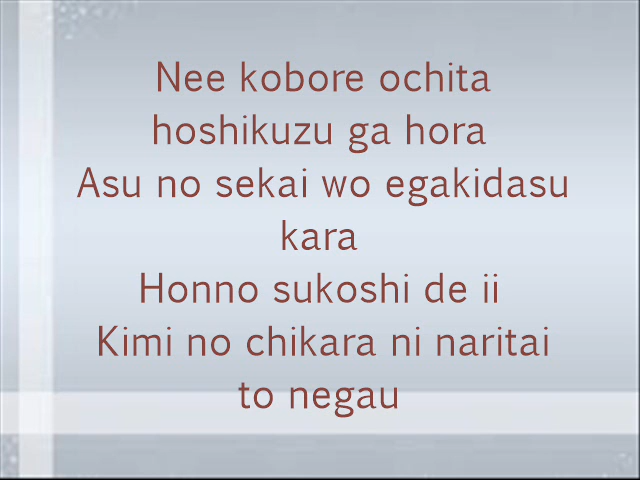 Nee kobore ochita
hoshikuzu ga hora
Asu no sekai wo egakidasu
kara
Honno sukoshi de ii
Kimi no chikara ni naritai
to negau